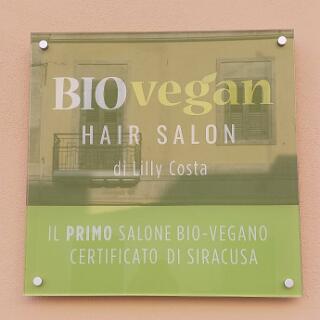 BIOvegan
HAIR SALON
di Lilly Costa
IL PRIMO SALONE BIO-VEGANO
CERTIFICATO DI SIRACUSA